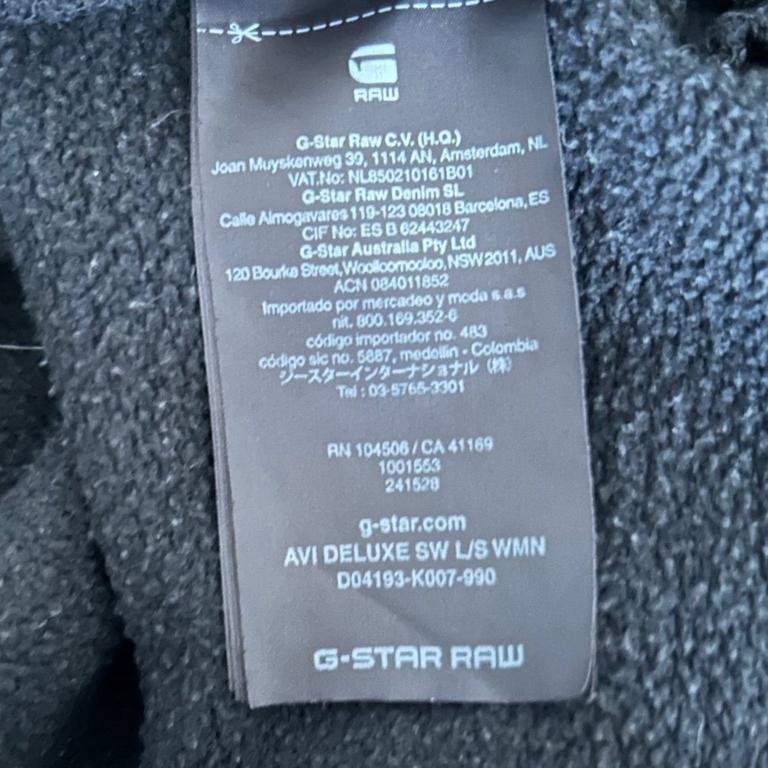 G
RAW
G-Star Raw C.V. (H.Q.)
Joan Muyskenweg 39, 1114 AN, Amsterdam, NL
VAT.No: NL850210161B01
G-Star Raw Denim SL
Calle Almogavares 119-123 08018 Barcelona, ES
CIF No: ES B 62443247
G-Star Australia Pty Ltd
120 Bourke Street, Woolloomooloo, NSW 2011, AUS
ACN 084011852
Importado por mercadeo y moda s.a.s
nit. 800.169.352-6
código importador no. 483
código sic no. 5887, medellin - Colombia
ジースターインターナショナル (株)
Tel : 03-5765-3301
RN 104506 / CA 41169
1001553
241528
g-star.com
AVI DELUXE SW L/S WMN
D04193-K007-990
G-STAR RAW